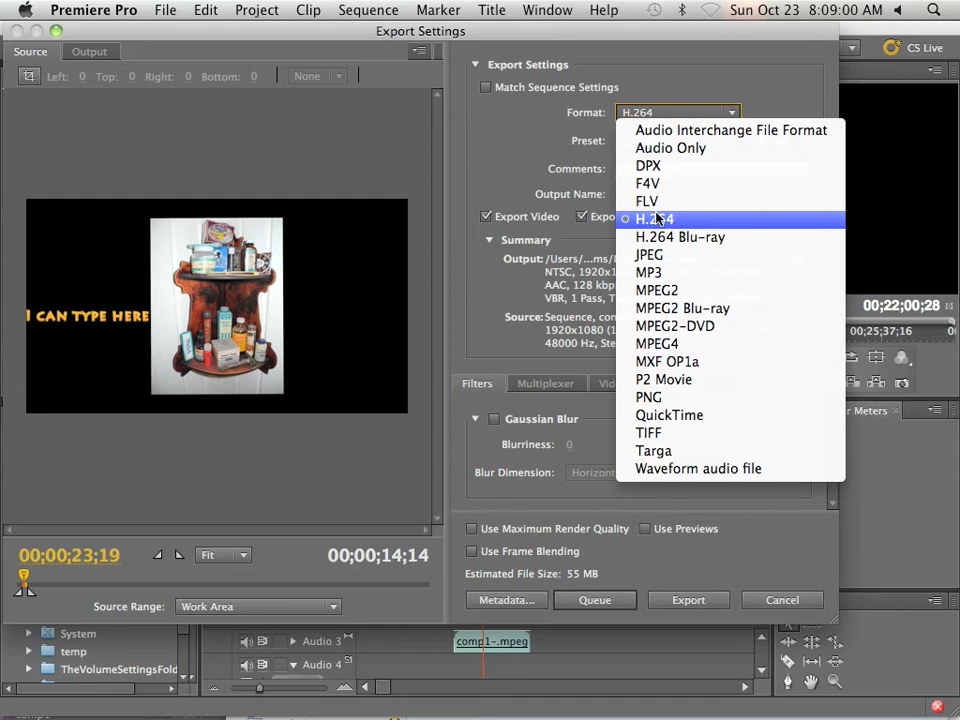 Premiere Pro File Edit Project Clip Sequence Marker Title Window Help Sun Oct 23 8:09:00 AM
Export Settings
Source Output
Left: 0 Top: 0 Right: 0 Bottom: 0 None
I CAN TYPE HERE
00;00;23;19 Fit 00;00;14;14
Source Range: Work Area
Export Settings
Match Sequence Settings
Format: H.264
Preset:
Comments:
Output Name:
Export Video Expo
Summary
Output: /Users/...ms/
NTSC, 1920x1
AAC, 128 kbp
VBR, 1 Pass, T
Source: Sequence, con
1920x1080 (1
48000 Hz, Ste
Audio Interchange File Format
Audio Only
DPX
F4V
FLV
H.264
H.264 Blu-ray
JPEG
MP3
MPEG2
MPEG2 Blu-ray
MPEG2-DVD
MPEG4
MXF OP1a
P2 Movie
PNG
QuickTime
TIFF
Targa
Waveform audio file
Filters Multiplexer Vid
Gaussian Blur
Blurriness: 0
Blur Dimension: Horizont
Use Maximum Render Quality Use Previews
Use Frame Blending
Estimated File Size: 55 MB
Metadata... Queue Export Cancel
CS Live
00;22;00;28
00;25;37;16
r Meters
System
temp
TheVolumeSettingsFold
Audio 3 comp1-.mpeg
Audio 4